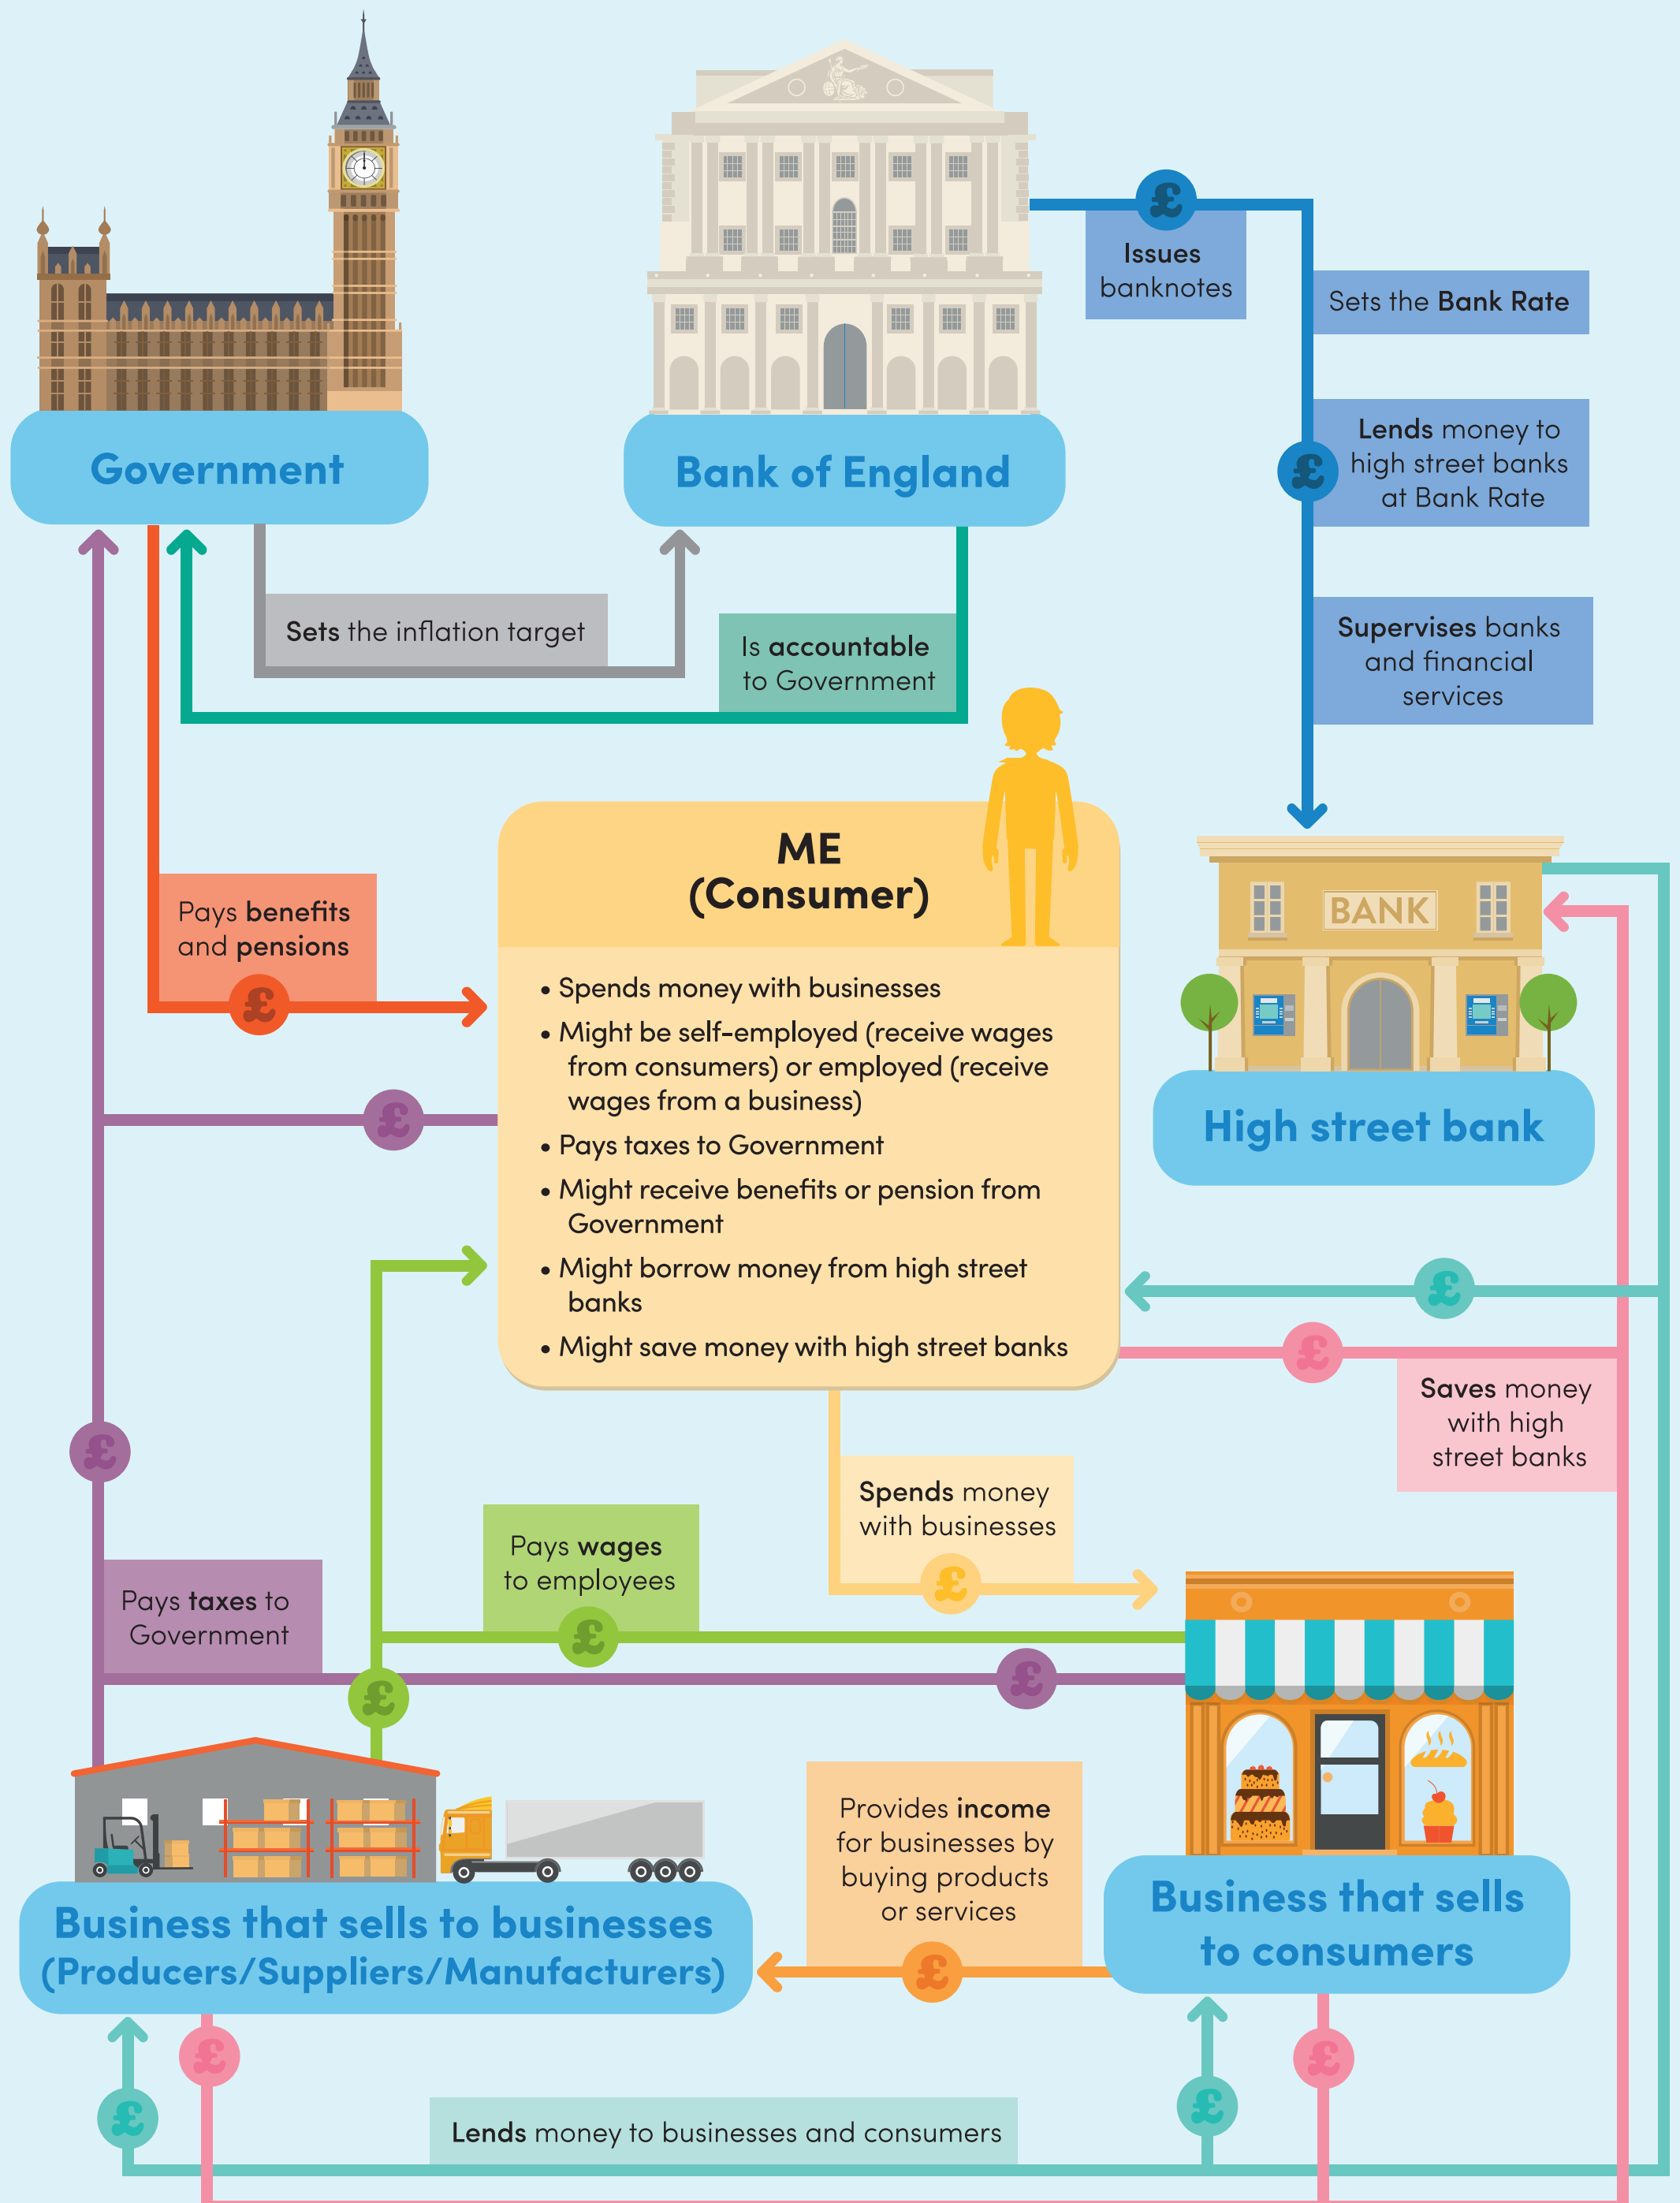 £
Issues
banknotes
Sets the Bank Rate
Lends money to
£
high street banks
at Bank Rate
Government
Bank of England
Sets the inflation target
Is accountable
to Government
Supervises banks
and financial
services
ME
(Consumer)
BANK
Pays benefits
and pensions
£
• Spends money with businesses
• Might be self-employed (receive wages
from consumers) or employed (receive
wages from a business)
• Pays taxes to Government
• Might receive benefits or pension from
Government
• Might borrow money from high street
banks
• Might save money with high street banks
£
High street bank
£
£
Saves money
with high
street banks
£
Spends money
with businesses
£
Pays wages
to employees
£
Pays taxes to
Government
£
£
Provides income
for businesses by
buying products
or services
£
Business that sells to businesses
(Producers/Suppliers/Manufacturers)
Business that sells
to consumers
£
£
£
£
Lends money to businesses and consumers